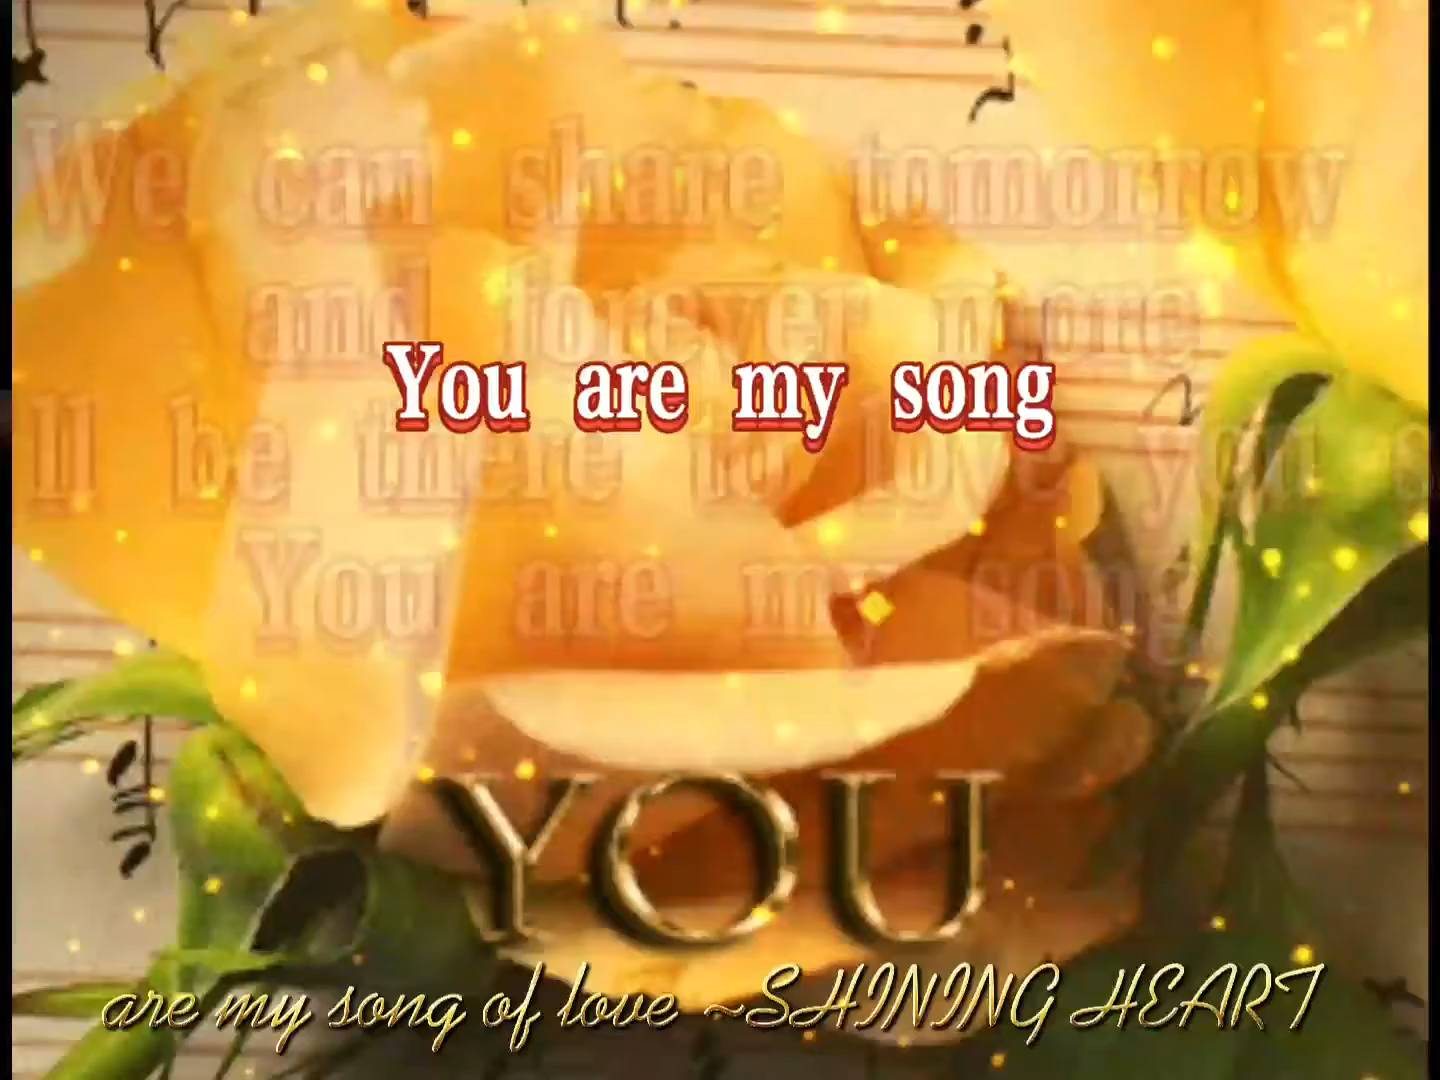 We can share tomorrow
and forever more
You are my song
ll be there to love you
You are my song
YOU
are my song of love ~SHINING HEART